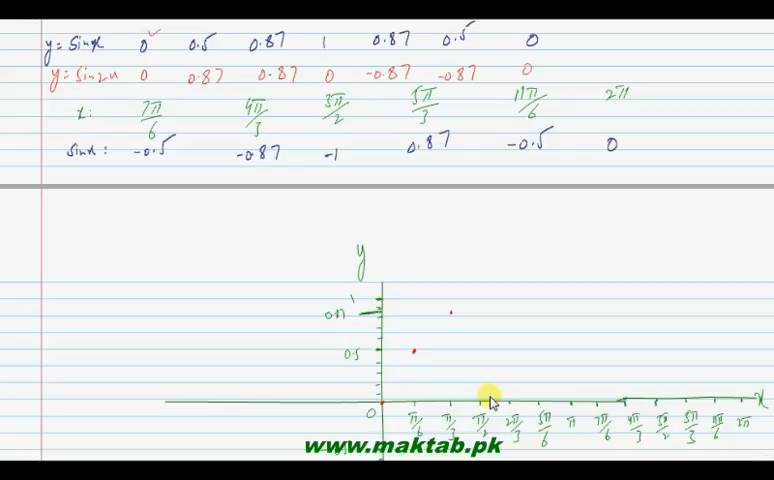 y=Sinx 0 0.5 0.87 1 0.87 0.5 0
y=Sin2x 0 0.87 0.87 0 -0.87 -0.87 0
x: 7π/6 4π/3 3π/2 5π/3 11π/6 2π
Sinx: -0.5 -0.87 -1 0.87 -0.5 0
y
1
0.87
0.5
x
0 π/6 π/3 π/2 2π/3 5π/6 π 7π/6 4π/3 3π/2 5π/3 11π/6 2π
www.maktab.pk